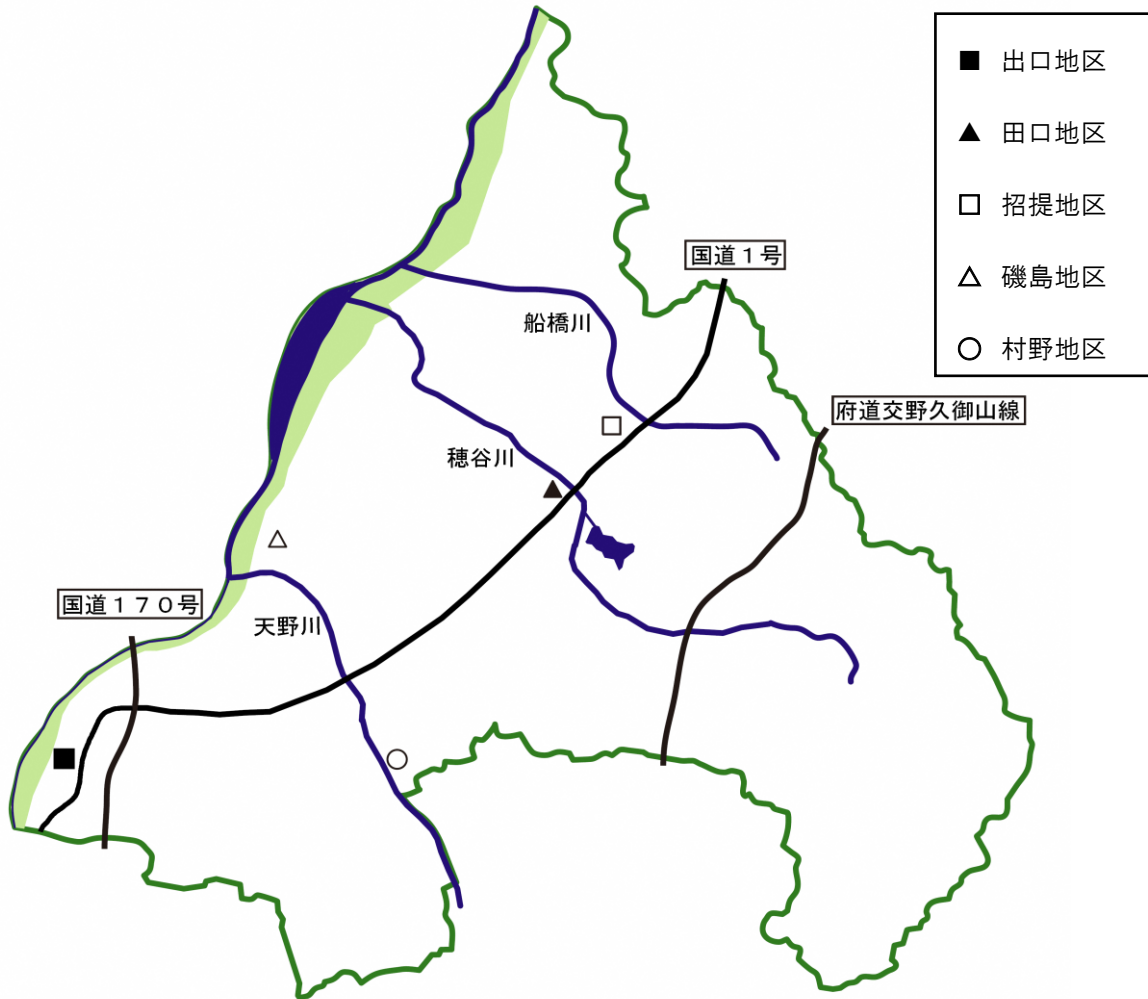 ■ 出口地区
▲ 田口地区
□ 招提地区
△ 磯島地区
○ 村野地区
国道１号
船橋川
府道交野久御山線
穂谷川
国道１７０号
天野川